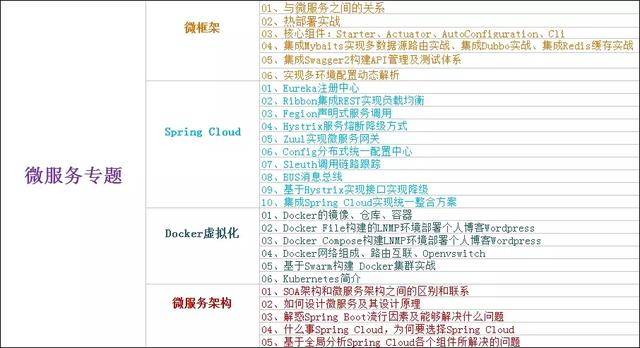 微服务专题
微框架
01、与微服务之间的关系
02、热部署实战
03、核心组件：Starter、Actuator、AutoConfiguration、Cli
04、集成Mybaits实现多数据源路由实战、集成Dubbo实战、集成Redis缓存实战
05、集成Swagger2构建API管理及测试体系
06、实现多环境配置动态解析
Spring Cloud
01、Eureka注册中心
02、Ribbon集成REST实现负载均衡
03、Fegion声明式服务调用
04、Hystrix服务熔断降级方式
05、Zuul实现微服务网关
06、Config分布式统一配置中心
07、Sleuth调用链路跟踪
08、BUS消息总线
09、基于Hystrix实现接口实现降级
10、集成Spring Cloud实现统一整合方案
Docker虚拟化
01、Docker的镜像、仓库、容器
02、Docker File构建的LNMP环境部署个人博客Wordpress
03、Docker Compose构建LNMP环境部署个人博客Wordpress
04、Docker网络组成、路由互联、Openvswitch
05、基于Swarm构建 Docker集群实战
06、Kubernetes简介
微服务架构
01、SOA架构和微服务架构之间的区别和联系
02、如何设计微服务及其设计原理
03、解惑Spring Boot流行因素及能够解决什么问题
04、什么事Spring Cloud，为何要选择Spring Cloud
05、基于全局分析Spring Cloud各个组件所解决的问题